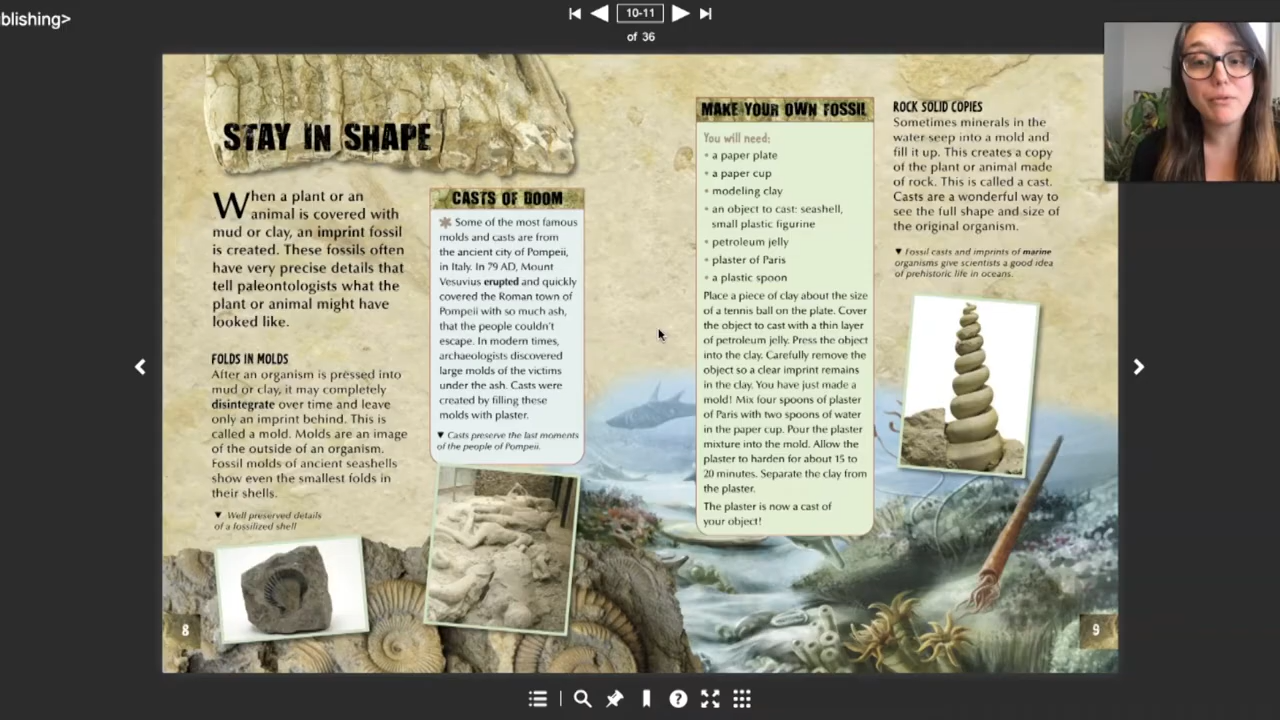 blishing>
10-11
of 36
STAY IN SHAPE
When a plant or an
animal is covered with
mud or clay, an imprint fossil
is created. These fossils often
have very precise details that
tell paleontologists what the
plant or animal might have
looked like.
FOLDS IN MOLDS
After an organism is pressed into
mud or clay, it may completely
disintegrate over time and leave
only an imprint behind. This is
called a mold. Molds are an image
of the outside of an organism.
Fossil molds of ancient seashells
show even the smallest folds in
their shells.
▼ Well preserved details
of a fossilized shell
8
CASTS OF DOOM
Some of the most famous
molds and casts are from
the ancient city of Pompeii,
in Italy. In 79 AD, Mount
Vesuvius erupted and quickly
covered the Roman town of
Pompeii with so much ash,
that the people couldn't
escape. In modern times,
archaeologists discovered
large molds of the victims
under the ash. Casts were
created by filling these
molds with plaster.
▼ Casts preserve the last moments
of the people of Pompeii.
MAKE YOUR OWN FOSSIL
You will need:
• a paper plate
• a paper cup
• modeling clay
• an object to cast: seashell,
small plastic figurine
• petroleum jelly
• plaster of Paris
• a plastic spoon
Place a piece of clay about the size
of a tennis ball on the plate. Cover
the object to cast with a thin layer
of petroleum jelly. Press the object
into the clay. Carefully remove the
object so a clear imprint remains
in the clay. You have just made a
mold! Mix four spoons of plaster
of Paris with two spoons of water
in the paper cup. Pour the plaster
mixture into the mold. Allow the
plaster to harden for about 15 to
20 minutes. Separate the clay from
the plaster.
The plaster is now a cast of
your object!
ROCK SOLID COPIES
Sometimes minerals in the
water seep into a mold and
fill it up. This creates a copy
of the plant or animal made
of rock. This is called a cast.
Casts are a wonderful way to
see the full shape and size of
the original organism.
▼ Fossil casts and imprints of marine
organisms give scientists a good idea
of prehistoric life in oceans.
9